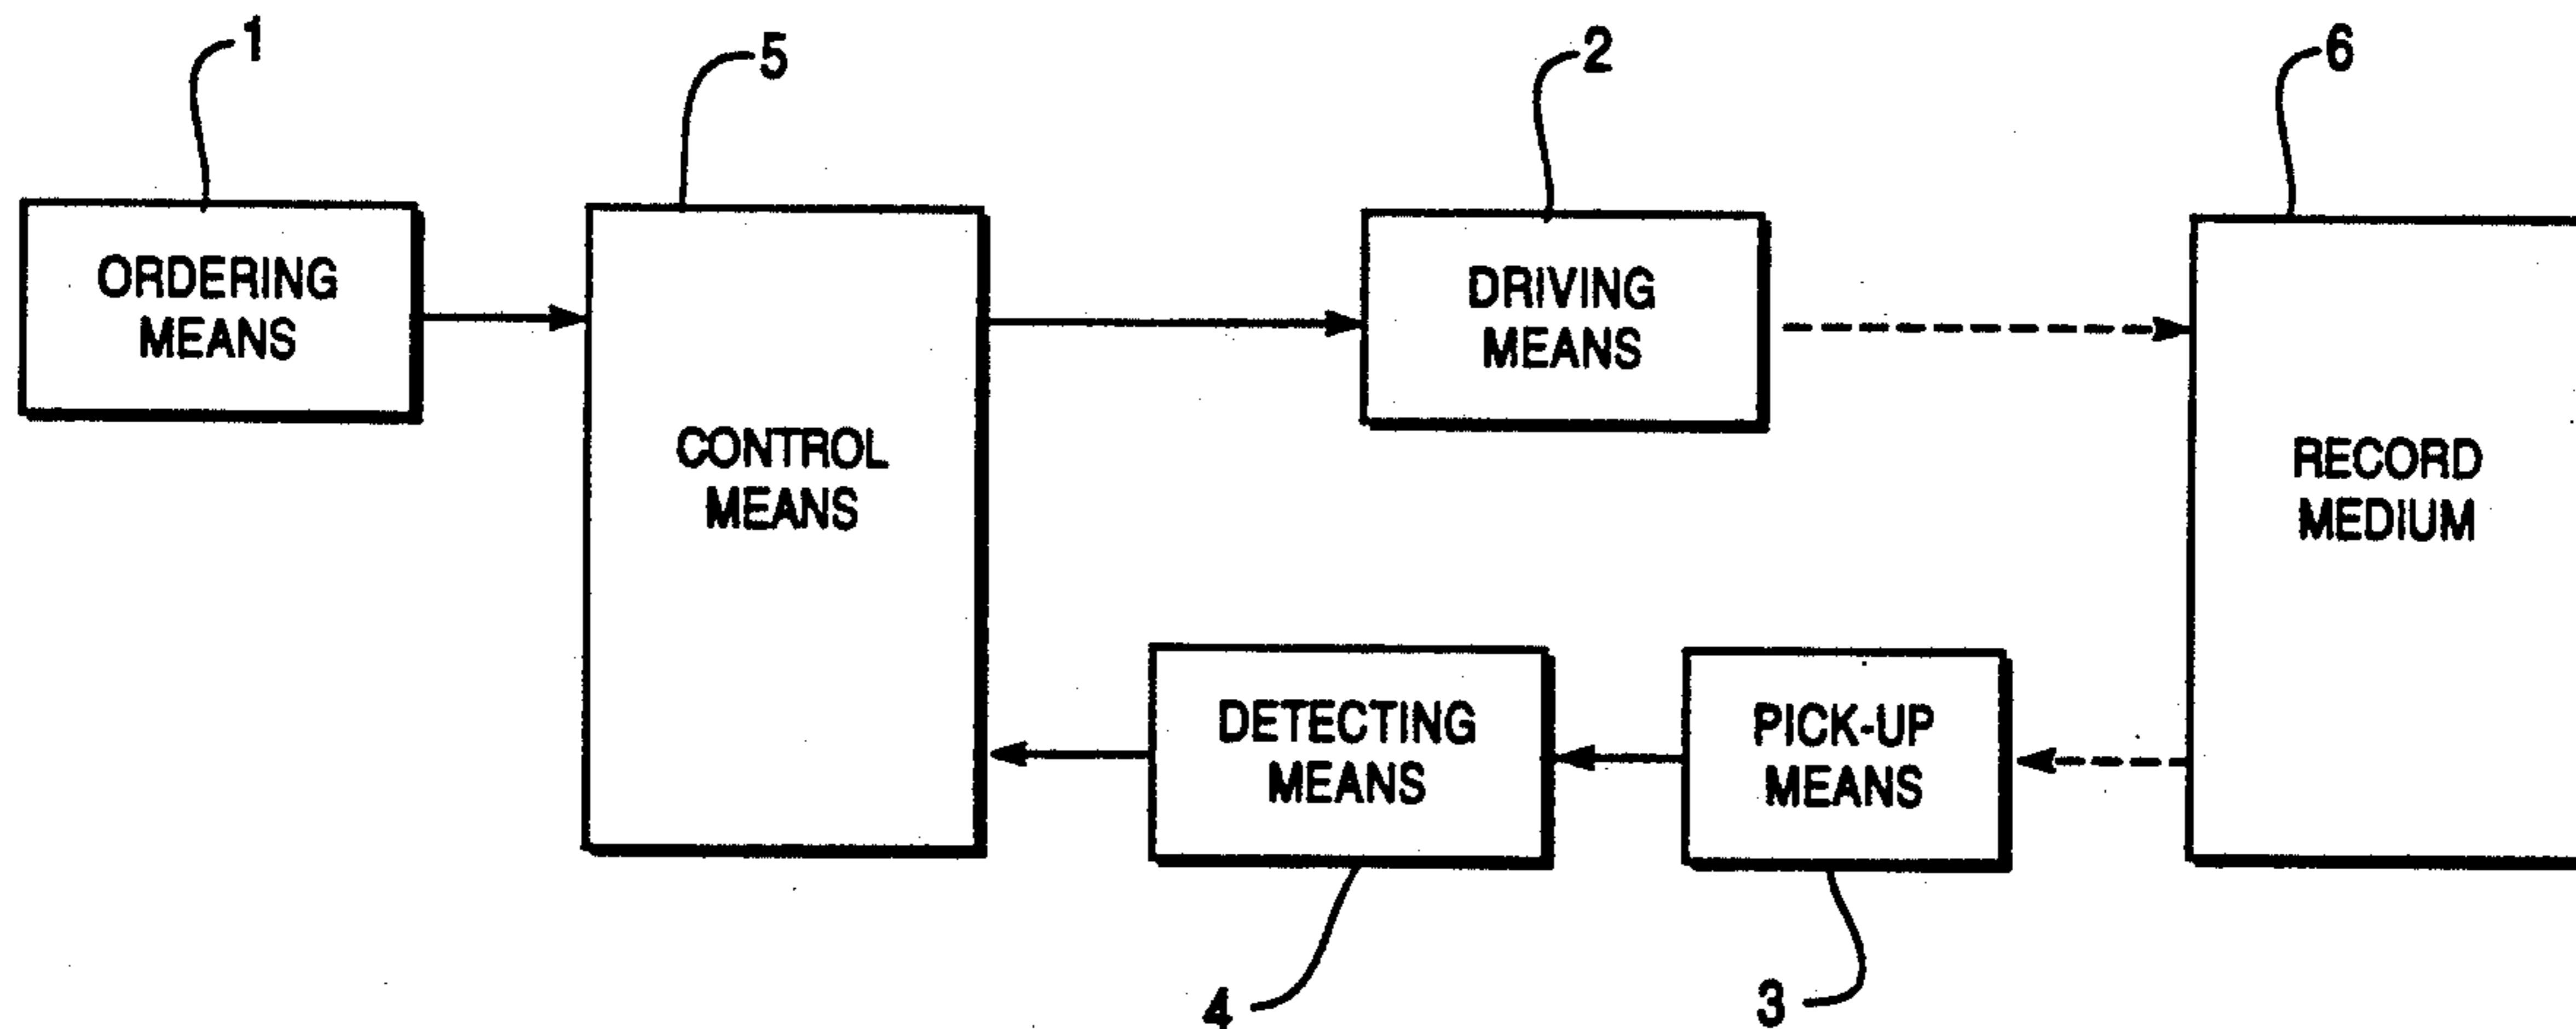 1
5
2
6
ORDERING
MEANS
CONTROL
MEANS
DRIVING
MEANS
RECORD
MEDIUM
DETECTING
MEANS
PICK-UP
MEANS
4
3